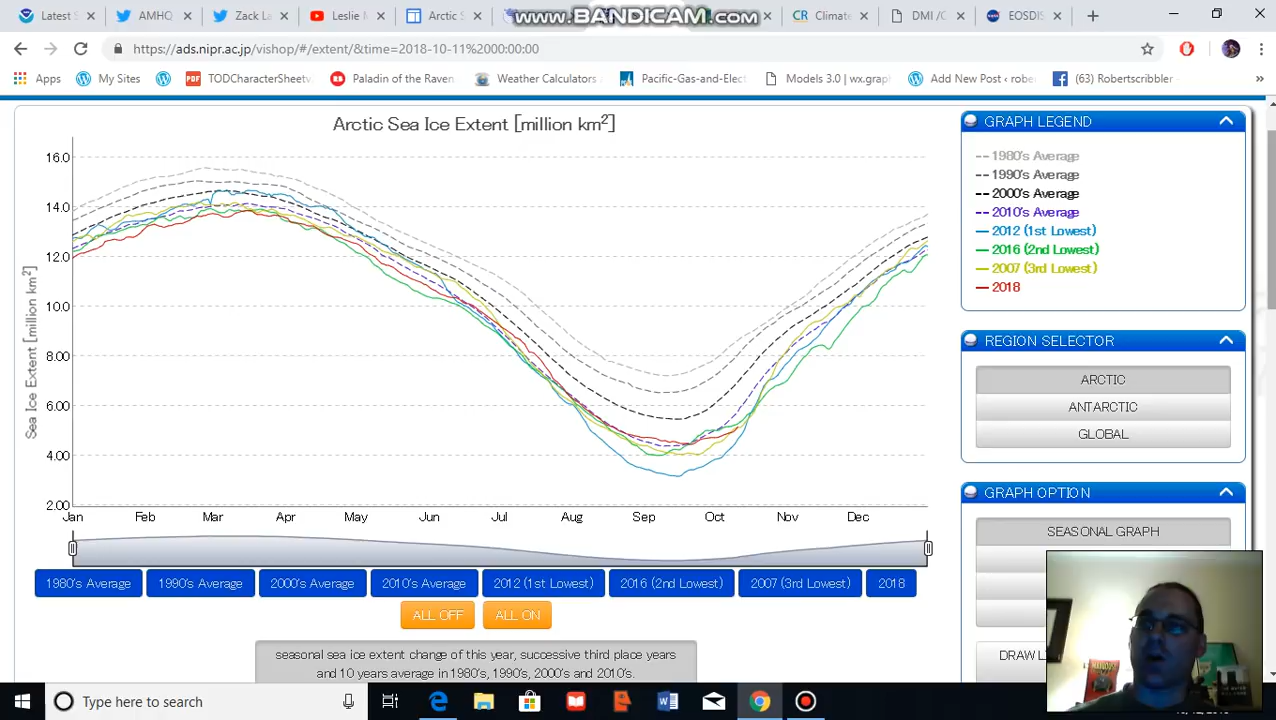 Latest S
AMHQ
Zack La
Leslie M
Arctic S
www.BANDICAM.com
Climate
DMI /C
EOSDIS
https://ads.nipr.ac.jp/vishop/#/extent/&time=2018-10-11%2000:00:00
Apps
My Sites
TODCharacterSheetv
Paladin of the Raven
Weather Calculators
Pacific-Gas-and-Elect
Models 3.0 | wx.grap
Add New Post ‹ robe
(63) Robertscribbler
»
Arctic Sea Ice Extent [million km²]
Sea Ice Extent [million km²]
16.0
14.0
12.0
10.0
8.00
6.00
4.00
2.00
Jan Feb Mar Apr May Jun Jul Aug Sep Oct Nov Dec
GRAPH LEGEND
1980's Average
1990's Average
2000's Average
2010's Average
2012 (1st Lowest)
2016 (2nd Lowest)
2007 (3rd Lowest)
2018
REGION SELECTOR
ARCTIC
ANTARCTIC
GLOBAL
GRAPH OPTION
SEASONAL GRAPH
DRAW LI
1980's Average 1990's Average 2000's Average 2010's Average 2012 (1st Lowest) 2016 (2nd Lowest) 2007 (3rd Lowest) 2018
ALL OFF ALL ON
seasonal sea ice extent change of this year, successive third place years
and 10 years average in 1980's, 1990's, 2000's and 2010's.
Type here to search